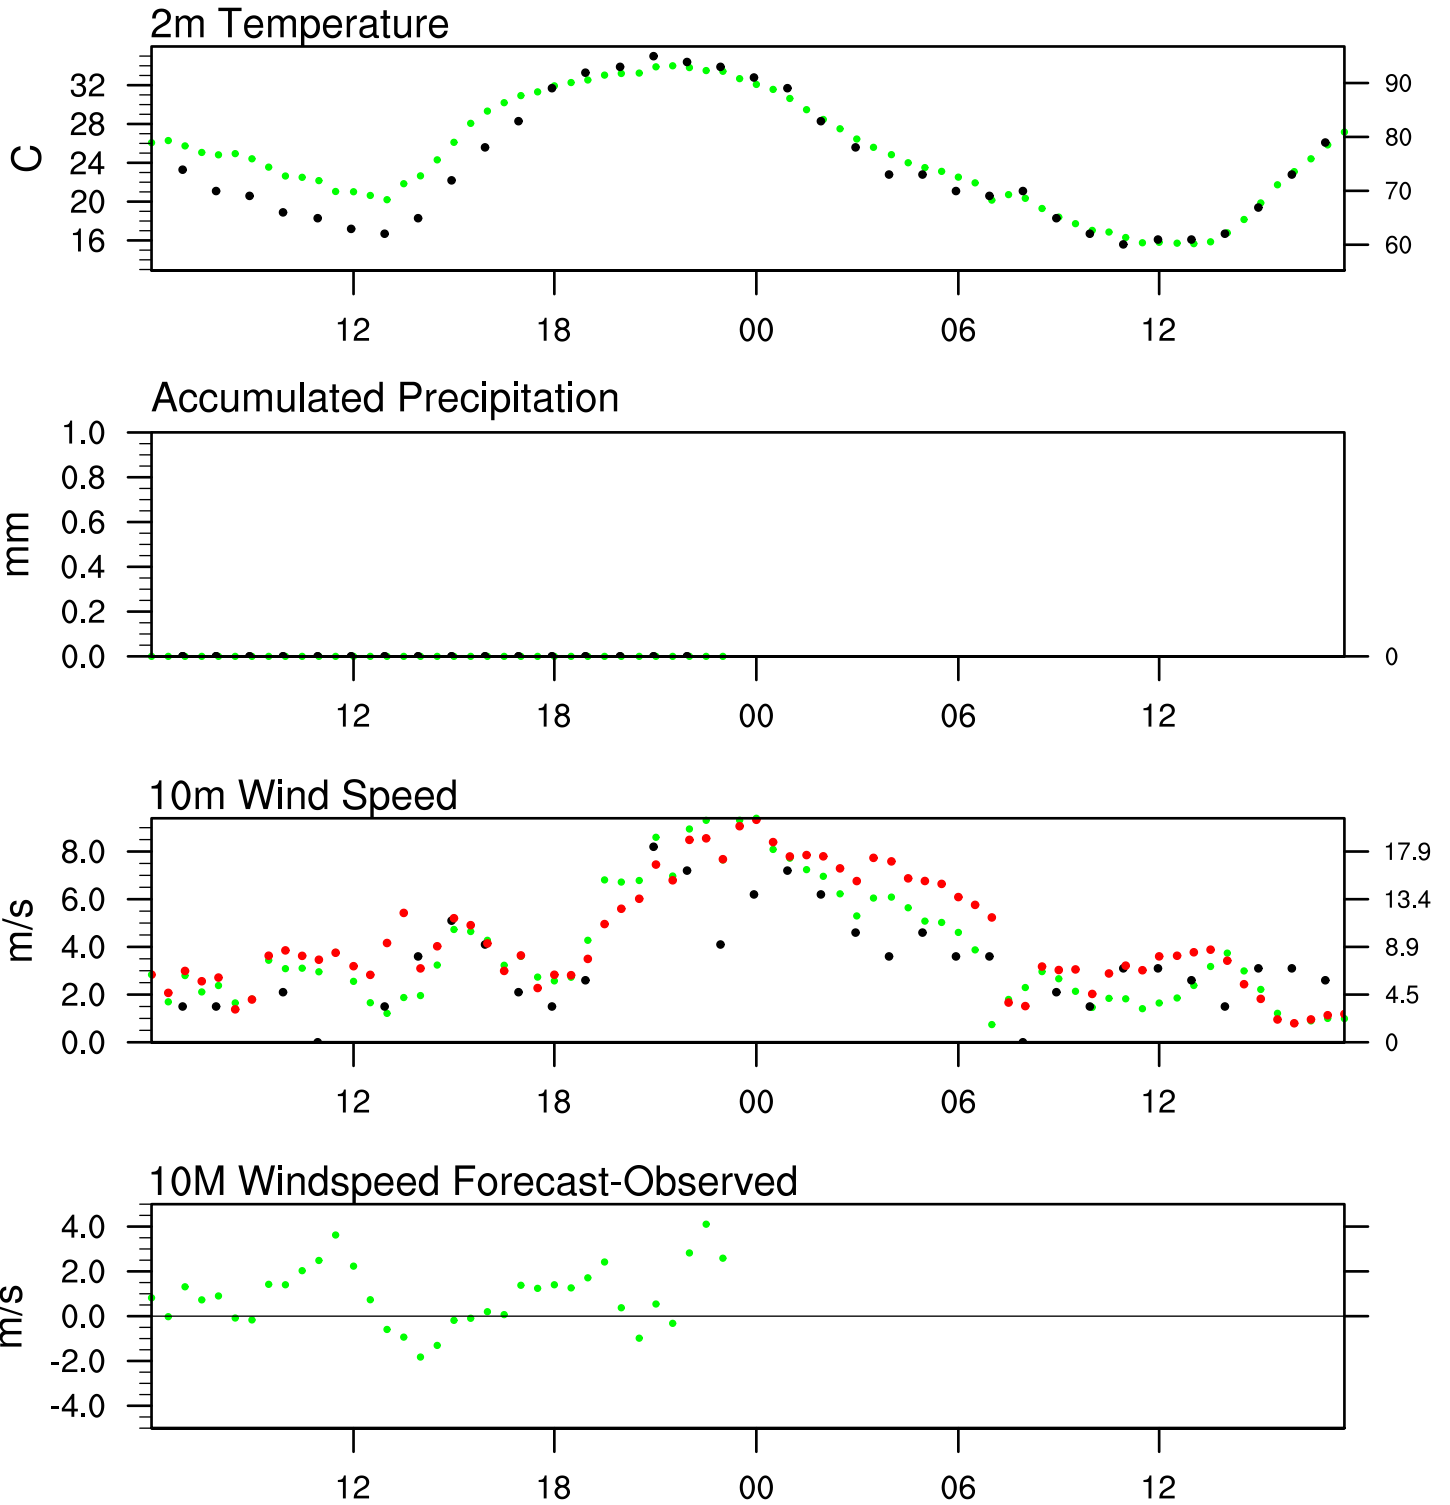 2m Temperature
32
28
24
20
16
C
90
80
70
60
12 18 00 06 12
Accumulated Precipitation
1.0
0.8
0.6
0.4
0.2
0.0
mm
0
12 18 00 06 12
10m Wind Speed
8.0
6.0
4.0
2.0
0.0
m/s
17.9
13.4
8.9
4.5
0
12 18 00 06 12
10M Windspeed Forecast-Observed
4.0
2.0
0.0
-2.0
-4.0
m/s
12 18 00 06 12